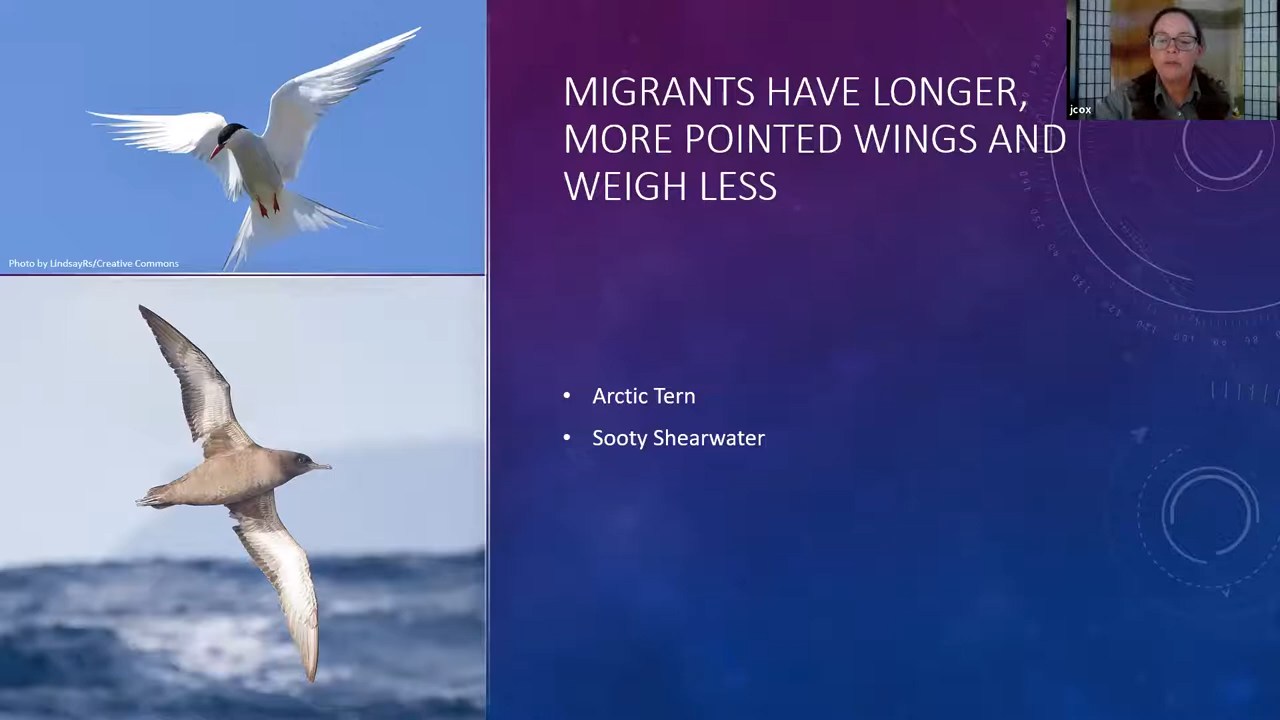 MIGRANTS HAVE LONGER,
MORE POINTED WINGS AND
WEIGH LESS
jcox
Photo by LindsayRs/Creative Commons
• Arctic Tern
• Sooty Shearwater